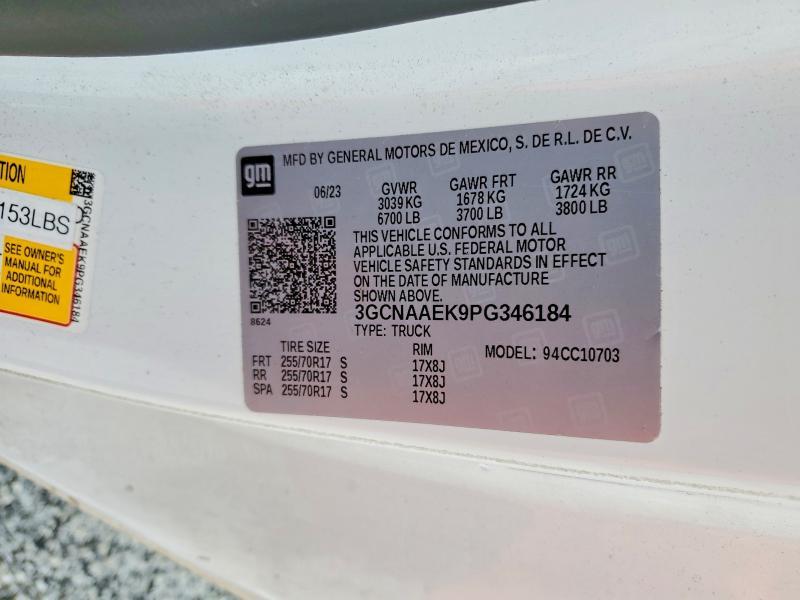 TION
153LBS
SEE OWNER'S
MANUAL FOR
ADDITIONAL
INFORMATION
3GCNAAEK9PG346184
gm
MFD BY GENERAL MOTORS DE MEXICO, S. DE R.L. DE C.V.
06/23 GVWR GAWR FRT GAWR RR
3039 KG 1678 KG 1724 KG
6700 LB 3700 LB 3800 LB
THIS VEHICLE CONFORMS TO ALL
APPLICABLE U.S. FEDERAL MOTOR
VEHICLE SAFETY STANDARDS IN EFFECT
ON THE DATE OF MANUFACTURE
SHOWN ABOVE.
8624
3GCNAAEK9PG346184
TYPE: TRUCK
TIRE SIZE RIM MODEL: 94CC10703
FRT 255/70R17 S 17X8J
RR 255/70R17 S 17X8J
SPA 255/70R17 S 17X8J